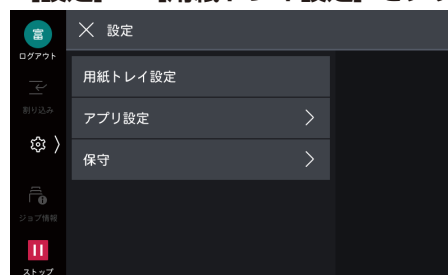 富
ログアウト
割り込み
ジョブ情報
ストップ
設定
用紙トレイ設定
アプリ設定
保守